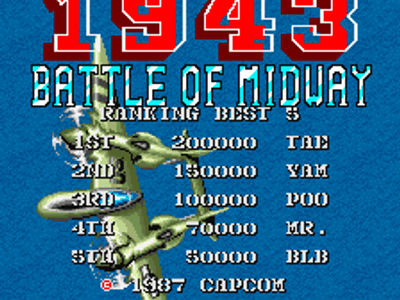 1943
BATTLE OF MIDWAY
RANKING BEST 5
1ST 200000 TAE
2ND 150000 YAM
3RD 100000 POO
4TH 70000 MR.
5TH 50000 BLB
© 1987 CAPCOM